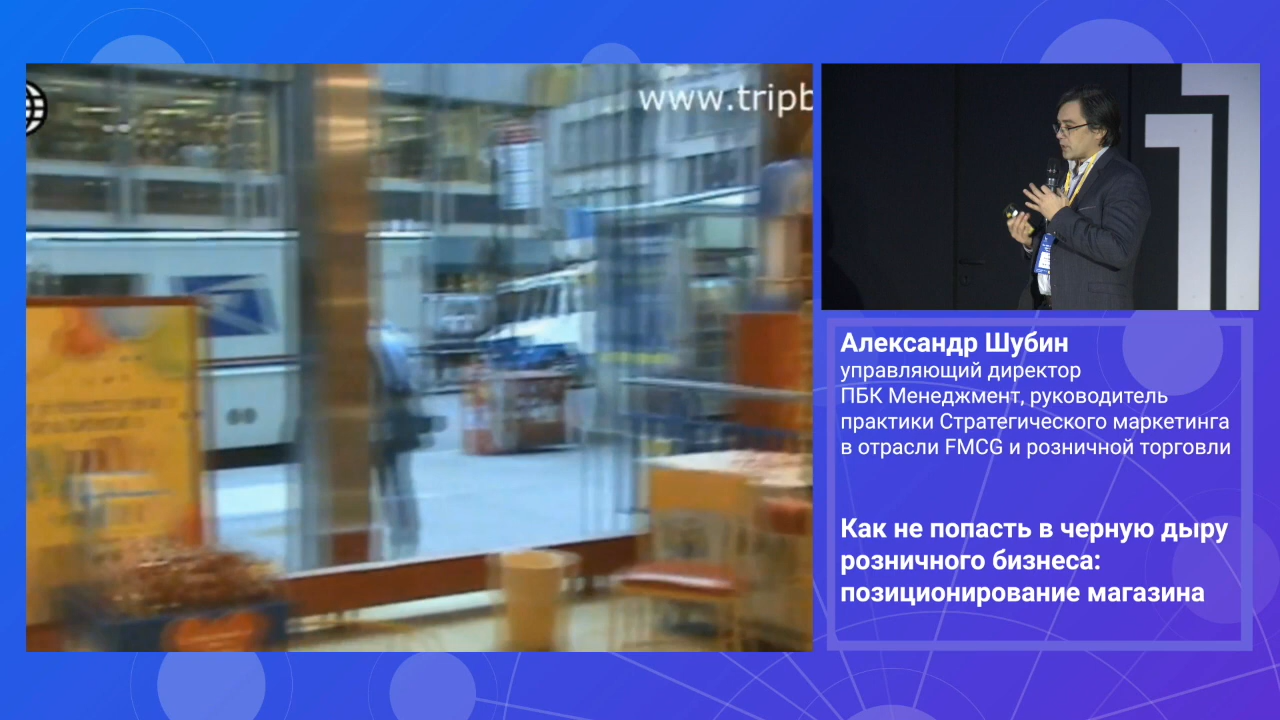 www.tripb
Александр Шубин
управляющий директор
ПБК Менеджмент, руководитель
практики Стратегического маркетинга
в отрасли FMCG и розничной торговли
Как не попасть в черную дыру
розничного бизнеса:
позиционирование магазина